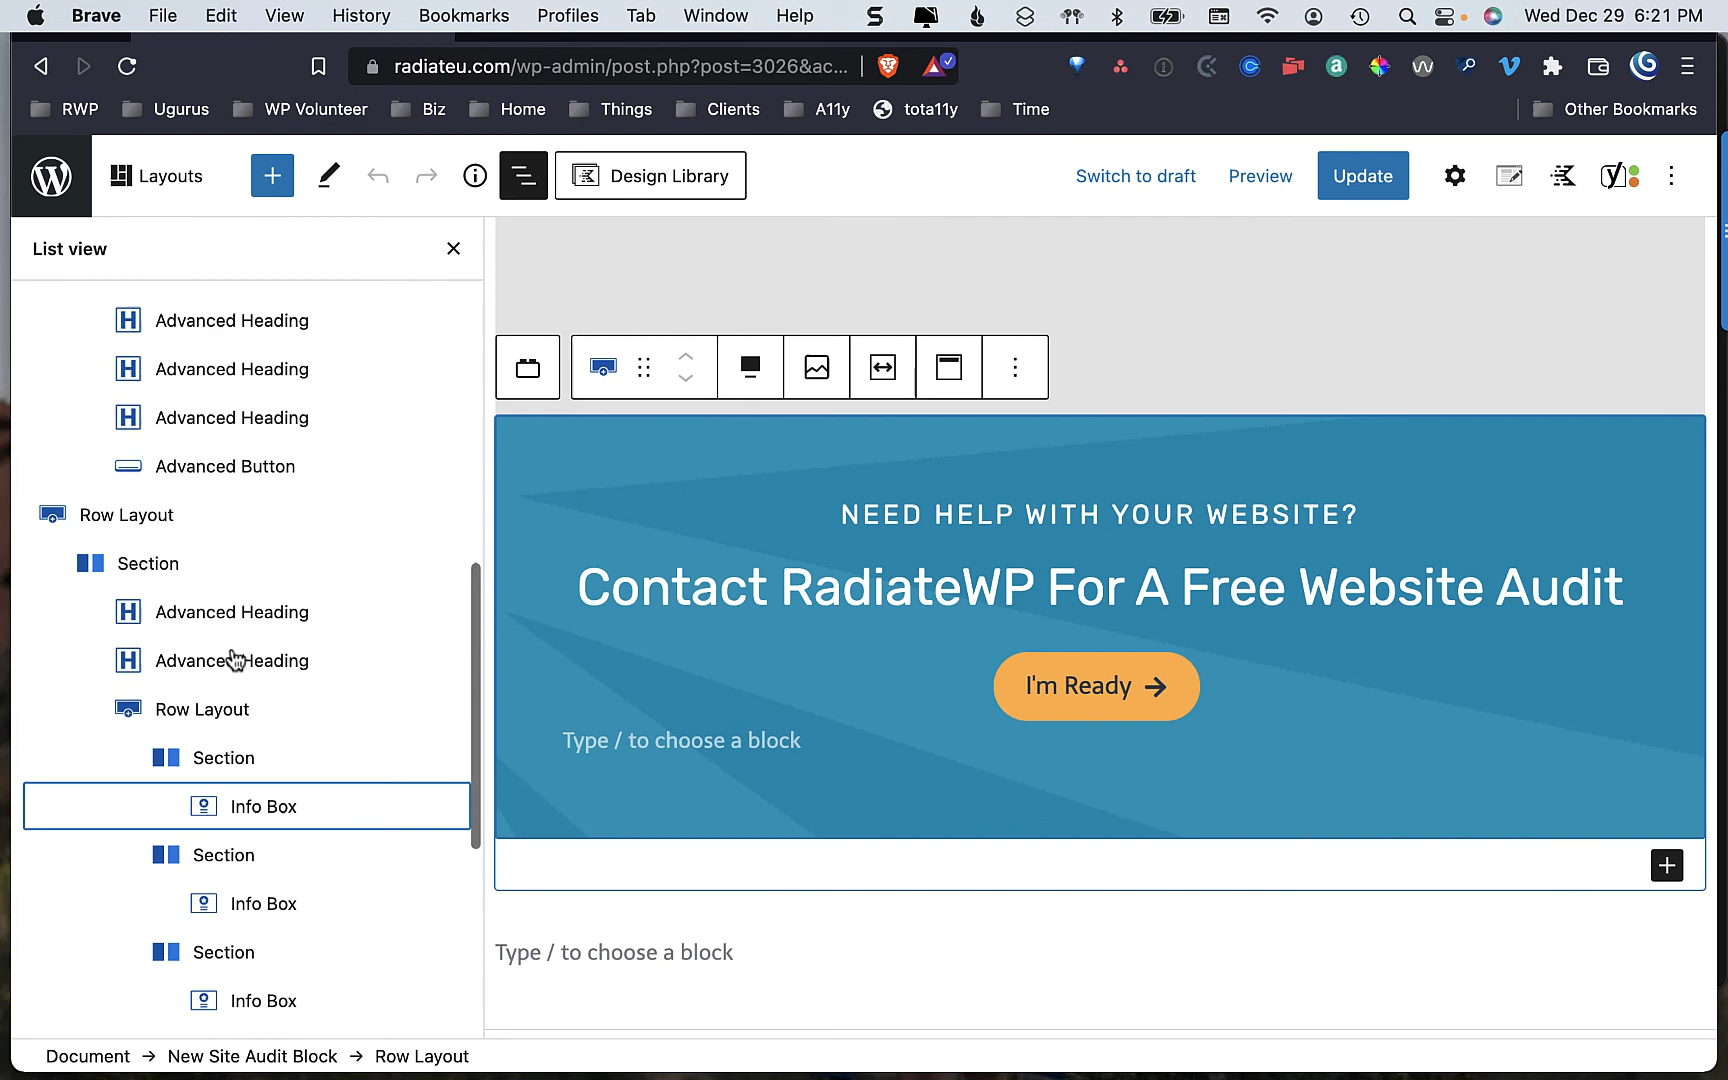 Brave File Edit View History Bookmarks Profiles Tab Window Help Wed Dec 29 6:21 PM
radiateu.com/wp-admin/post.php?post=3026&ac...
RWP Ugurus WP Volunteer Biz Home Things Clients A11y tota11y Time Other Bookmarks
Layouts Design Library Switch to draft Preview Update
List view
Advanced Heading
Advanced Heading
Advanced Heading
Advanced Button
Row Layout
Section
Advanced Heading
Advanced Heading
Row Layout
Section
Info Box
Section
Info Box
Section
Info Box
NEED HELP WITH YOUR WEBSITE?
Contact RadiateWP For A Free Website Audit
I'm Ready →
Type / to choose a block
Type / to choose a block
Document → New Site Audit Block → Row Layout